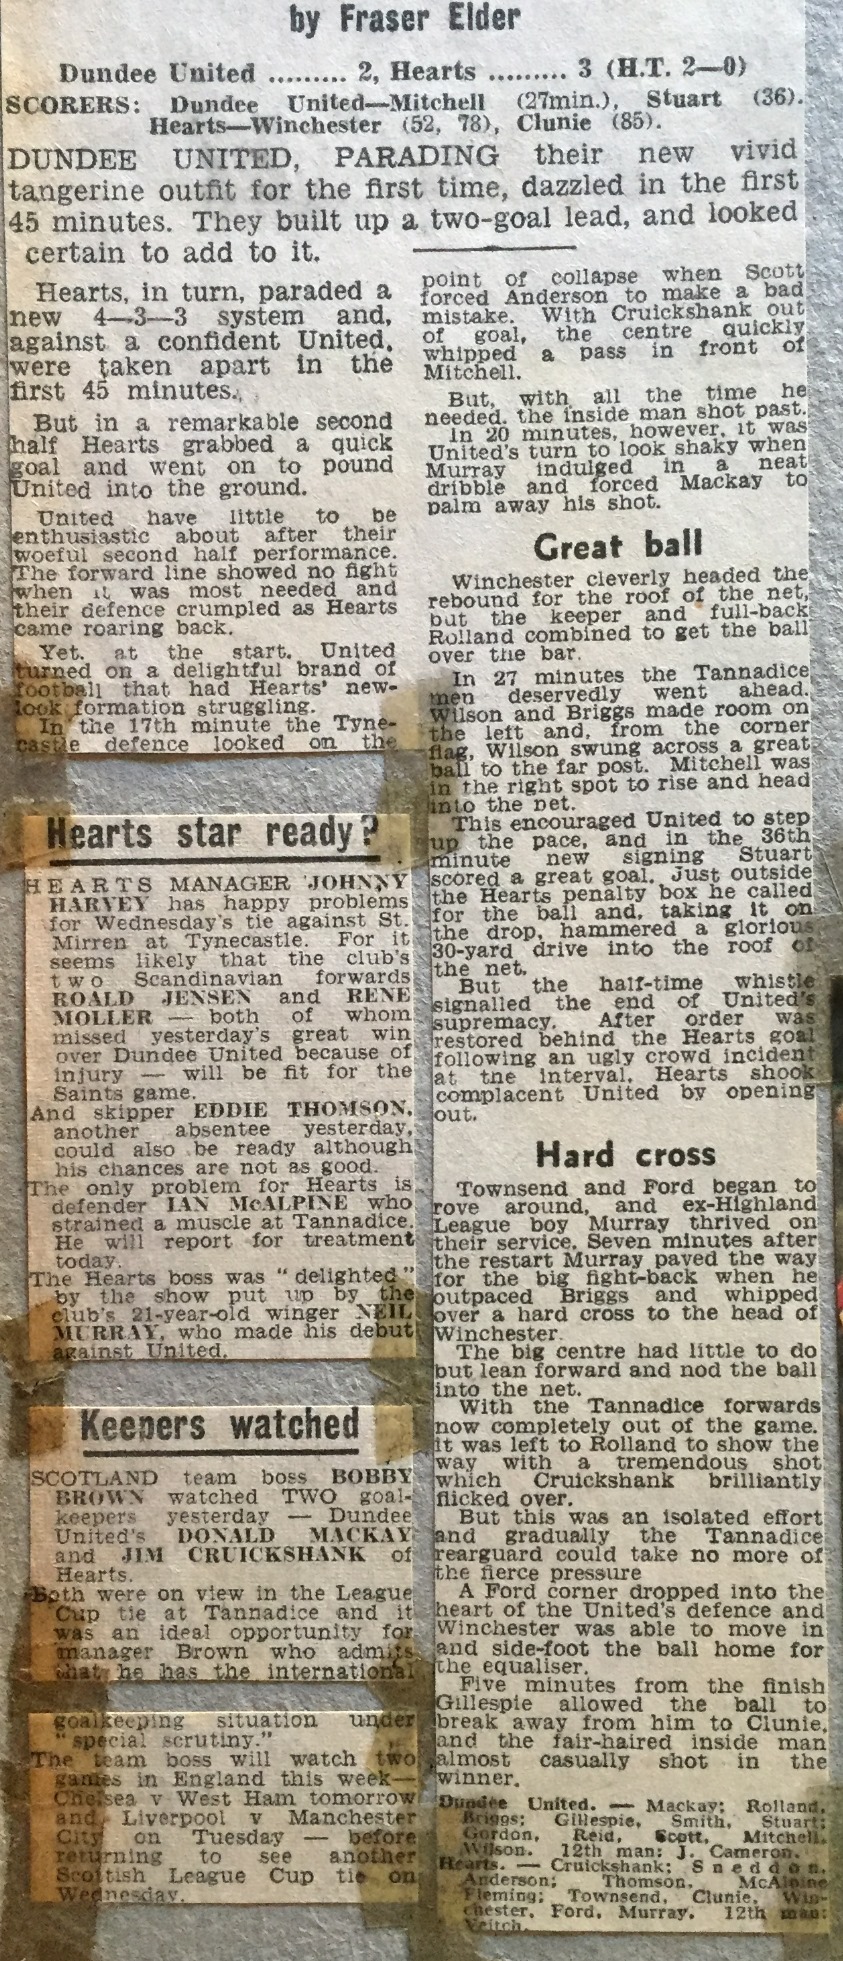 by Fraser Elder
Dundee United ......... 2, Hearts ......... 3 (H.T. 2—0)
SCORERS: Dundee United—Mitchell (27min.), Stuart (36).
Hearts—Winchester (52, 78), Clunie (85).
DUNDEE UNITED, PARADING their new vivid
tangerine outfit for the first time, dazzled in the first
45 minutes. They built up a two-goal lead, and looked
certain to add to it.
Hearts, in turn, paraded a
new 4—3—3 system and,
against a confident United,
were taken apart in the
first 45 minutes.
But in a remarkable second
half Hearts grabbed a quick
goal and went on to pound
United into the ground.
United have little to be
enthusiastic about after their
woeful second half performance.
The forward line showed no fight
when it was most needed and
their defence crumpled as Hearts
came roaring back.
Yet, at the start, United
turned on a delightful brand of
football that had Hearts' new-
look formation struggling.
In the 17th minute the Tyne-
castle defence looked on the
point of collapse when Scott
forced Anderson to make a bad
mistake. With Cruickshank out
of goal, the centre quickly
whipped a pass in front of
Mitchell.
But, with all the time he
needed, the inside man shot past.
In 20 minutes, however, it was
United's turn to look shaky when
Murray indulged in a neat
dribble and forced Mackay to
palm away his shot.
Great ball
Winchester cleverly headed the
rebound for the roof of the net,
but the keeper and full-back
Rolland combined to get the ball
over the bar.
In 27 minutes the Tannadice
men deservedly went ahead.
Wilson and Briggs made room on
the left and, from the corner
flag, Wilson swung across a great
ball to the far post. Mitchell was
in the right spot to rise and head
into the net.
This encouraged United to step
up the pace, and in the 36th
minute new signing Stuart
scored a great goal. Just outside
the Hearts penalty box he called
for the ball and, taking it on
the drop, hammered a glorious
30-yard drive into the roof of
the net.
But the half-time whistle
signalled the end of United's
supremacy. After order was
restored behind the Hearts goal
following an ugly crowd incident
at the interval, Hearts shook
complacent United by opening
out.
Hard cross
Townsend and Ford began to
rove around, and ex-Highland
League boy Murray thrived on
their service. Seven minutes after
the restart Murray paved the way
for the big fight-back when he
outpaced Briggs and whipped
over a hard cross to the head of
Winchester.
The big centre had little to do
but lean forward and nod the ball
into the net.
With the Tannadice forwards
now completely out of the game,
it was left to Rolland to show the
way with a tremendous shot
which Cruickshank brilliantly
flicked over.
But this was an isolated effort
and gradually the Tannadice
rearguard could take no more of
the fierce pressure
A Ford corner dropped into the
heart of the United's defence and
Winchester was able to move in
and side-foot the ball home for
the equaliser.
Five minutes from the finish
Gillespie allowed the ball to
break away from him to Clunie,
and the fair-haired inside man
almost casually shot in the
winner.
Dundee United. — Mackay; Rolland,
Briggs; Gillespie, Smith, Stuart;
Gordon, Reid, Scott, Mitchell,
Wilson. 12th man: J. Cameron.
Hearts. — Cruickshank; Sneddon,
Anderson; Thomson, McAlpine
Fleming; Townsend, Clunie, Win-
chester, Ford, Murray. 12th man:
Veitch.
Hearts star ready?
HEARTS MANAGER JOHNNY
HARVEY has happy problems
for Wednesday's tie against St.
Mirren at Tynecastle. For it
seems likely that the club's
two Scandinavian forwards
ROALD JENSEN and RENE
MOLLER — both of whom
missed yesterday's great win
over Dundee United because of
injury — will be fit for the
Saints game.
And skipper EDDIE THOMSON,
another absentee yesterday,
could also be ready although
his chances are not as good.
The only problem for Hearts is
defender IAN McALPINE who
strained a muscle at Tannadice.
He will report for treatment
today.
The Hearts boss was "delighted"
by the show put up by the
club's 21-year-old winger NEIL
MURRAY, who made his debut
against United.
Keepers watched
SCOTLAND team boss BOBBY
BROWN watched TWO goal-
keepers yesterday — Dundee
United's DONALD MACKAY
and JIM CRUICKSHANK of
Hearts.
Both were on view in the League
Cup tie at Tannadice and it
was an ideal opportunity for
manager Brown who admits
that he has the international
goalkeeping situation under
"special scrutiny."
The team boss will watch two
games in England this week—
Chelsea v West Ham tomorrow
and Liverpool v Manchester
City on Tuesday — before
returning to see another
Scottish League Cup tie on
Wednesday.